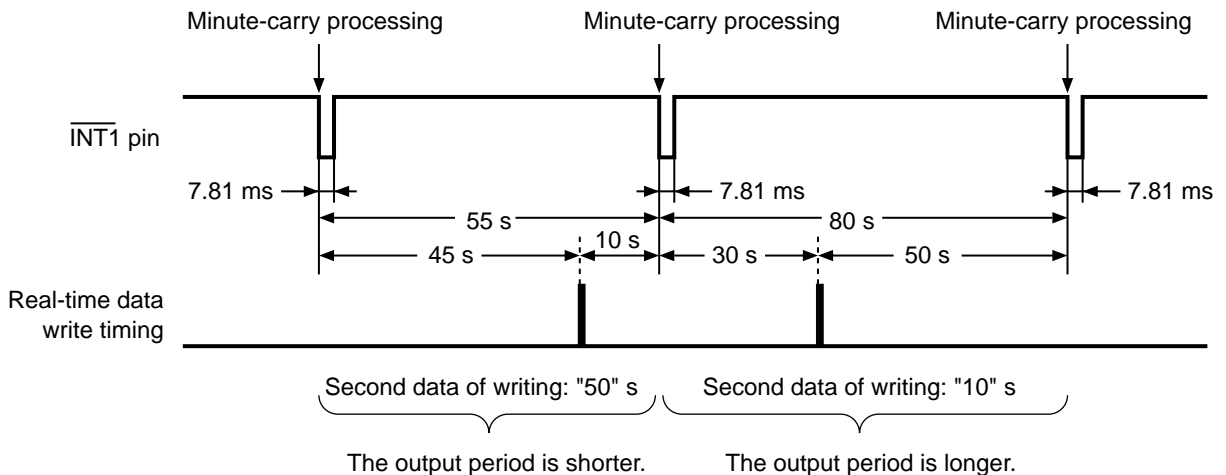 Minute-carry processing Minute-carry processing Minute-carry processing
INT1 pin
7.81 ms 7.81 ms 7.81 ms
55 s 80 s
45 s 10 s 30 s 50 s
Real-time data
write timing
Second data of writing: "50" s Second data of writing: "10" s
The output period is shorter. The output period is longer.